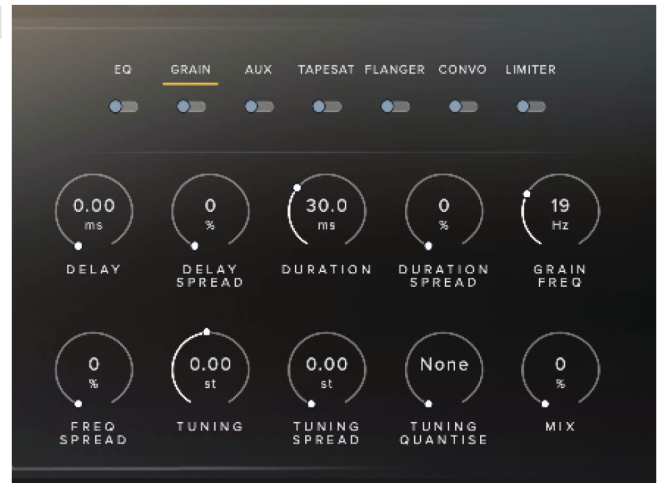 EQ GRAIN AUX TAPESAT FLANGER CONVO LIMITER
0.00 0 30.0 0 19
ms % ms % Hz
DELAY DELAY DURATION DURATION GRAIN
SPREAD SPREAD FREQ
0 0.00 0.00 None 0
% st st %
FREQ TUNING TUNING TUNING MIX
SPREAD SPREAD QUANTISE